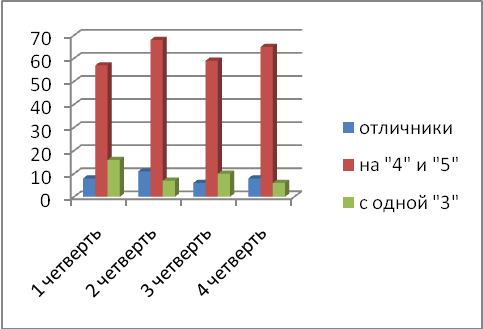 70
60
50
40
30
20
10
0
1 четверть
2 четверть
3 четверть
4 четверть
отличники
на "4" и "5"
с одной "3"